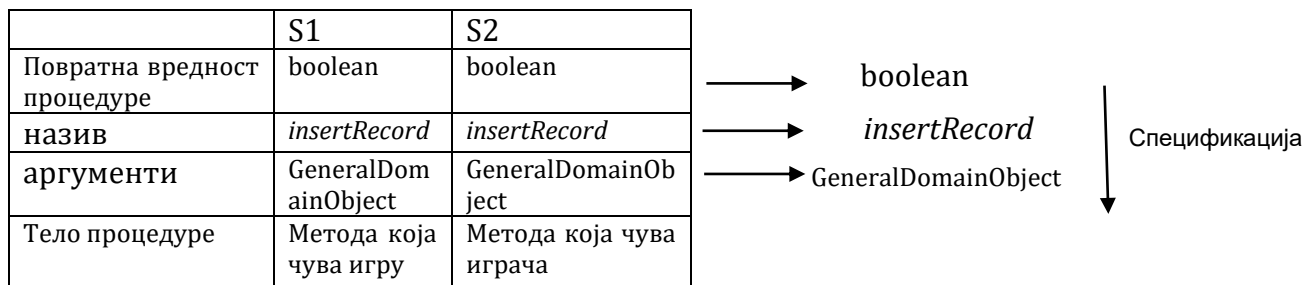 S1 S2
Повратна вредност boolean boolean
процедуре
назив insertRecord insertRecord
аргументи GeneralDom GeneralDomainOb
ainObject ject
Тело процедуре Метода која Метода која чува
чува игру играча
boolean
insertRecord
GeneralDomainObject
Спецификација